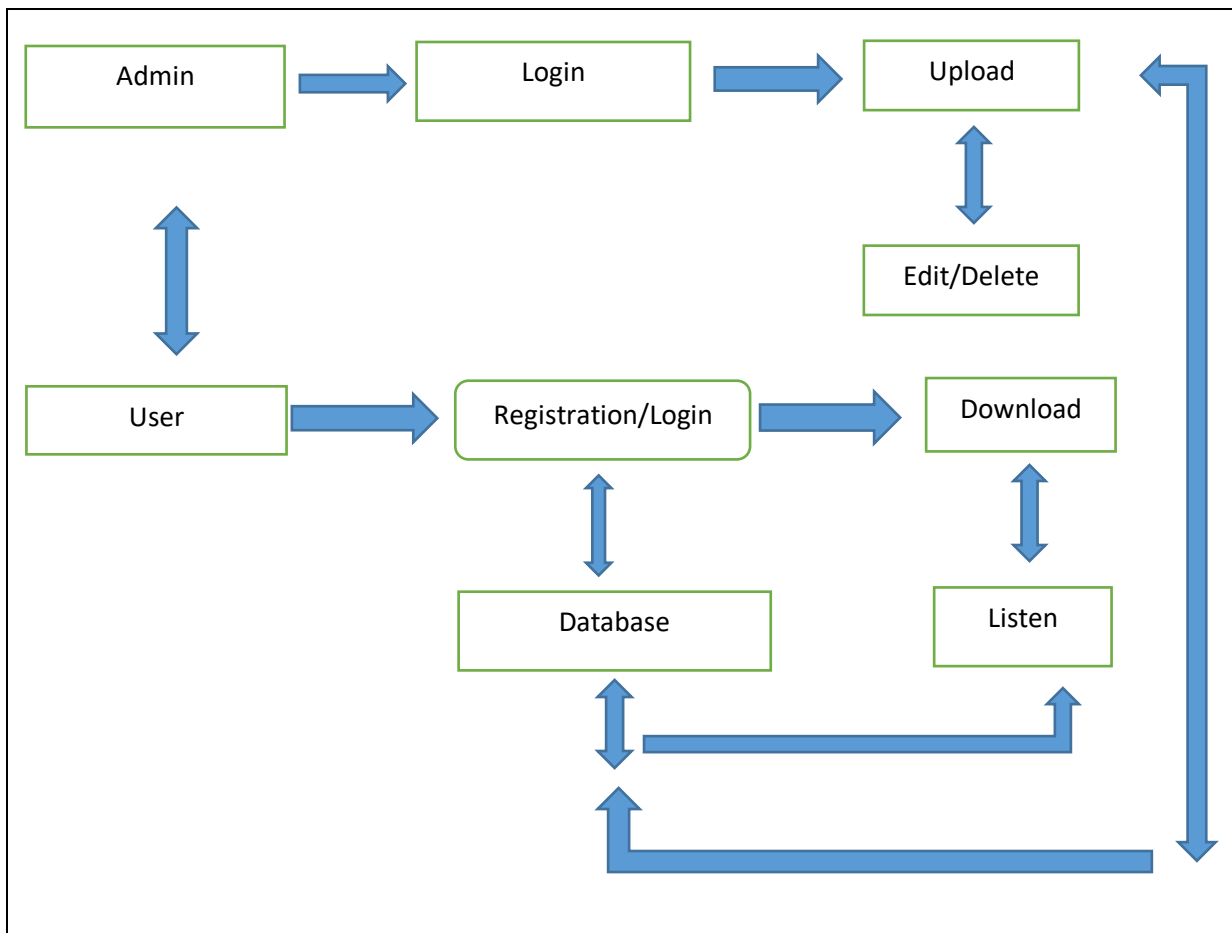 Admin
Login
Upload
Edit/Delete
User
Registration/Login
Download
Database
Listen